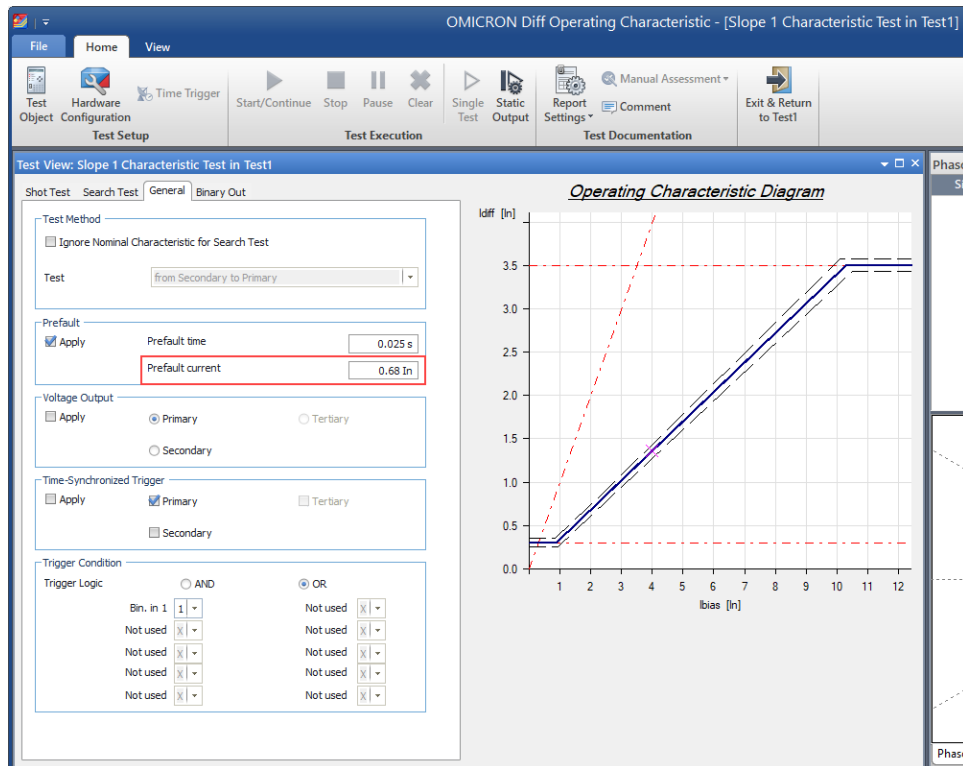 OMICRON Diff Operating Characteristic - [Slope 1 Characteristic Test in Test1]
File Home View
Test Object
Hardware Configuration
Time Trigger
Test Setup
Start/Continue Stop Pause Clear
Single Test
Static Output
Test Execution
Report Settings
Manual Assessment
Comment
Test Documentation
Exit & Return to Test1
Test View: Slope 1 Characteristic Test in Test1
Shot Test Search Test General Binary Out
Test Method
Ignore Nominal Characteristic for Search Test
Test from Secondary to Primary
Prefault
Apply Prefault time 0.025 s
Prefault current 0.68 In
Voltage Output
Apply Primary Tertiary
Secondary
Time-Synchronized Trigger
Apply Primary Tertiary
Secondary
Trigger Condition
Trigger Logic AND OR
Bin. in 1 1 Not used X
Not used X Not used X
Not used X Not used X
Not used X Not used X
Not used X Not used X
Operating Characteristic Diagram
Idiff [In]
3.5
3.0
2.5
2.0
1.5
1.0
0.5
0.0
1 2 3 4 5 6 7 8 9 10 11 12
Ibias [In]
Phas
Phas